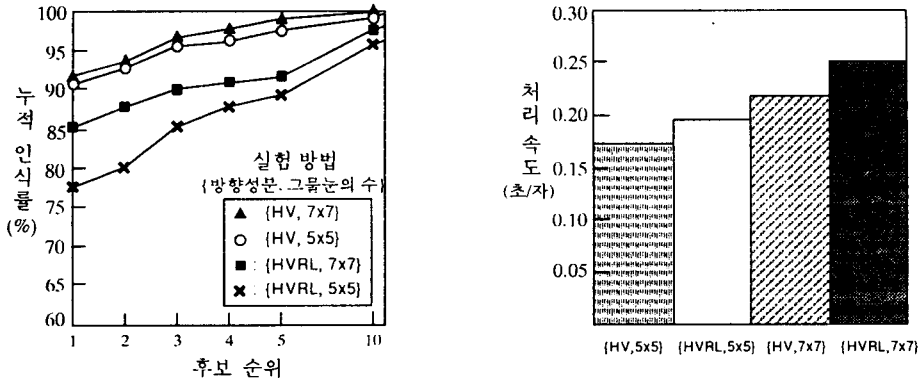 100
95
90
85
80
75
70
65
60
누적 인식률
(%)
1 2 3 4 5 10
후보 순위
실험 방법
{방향성분. 그물눈의 수}
▲ {HV, 7x7}
○ {HV, 5x5}
■ : {HVRL, 7x7}
✕ : {HVRL, 5x5}
0.30
0.25
0.20
0.15
0.10
0.05
처리 속도
(초/자)
{HV,5x5} {HVRL,5x5} {HV,7x7} {HVRL,7x7}